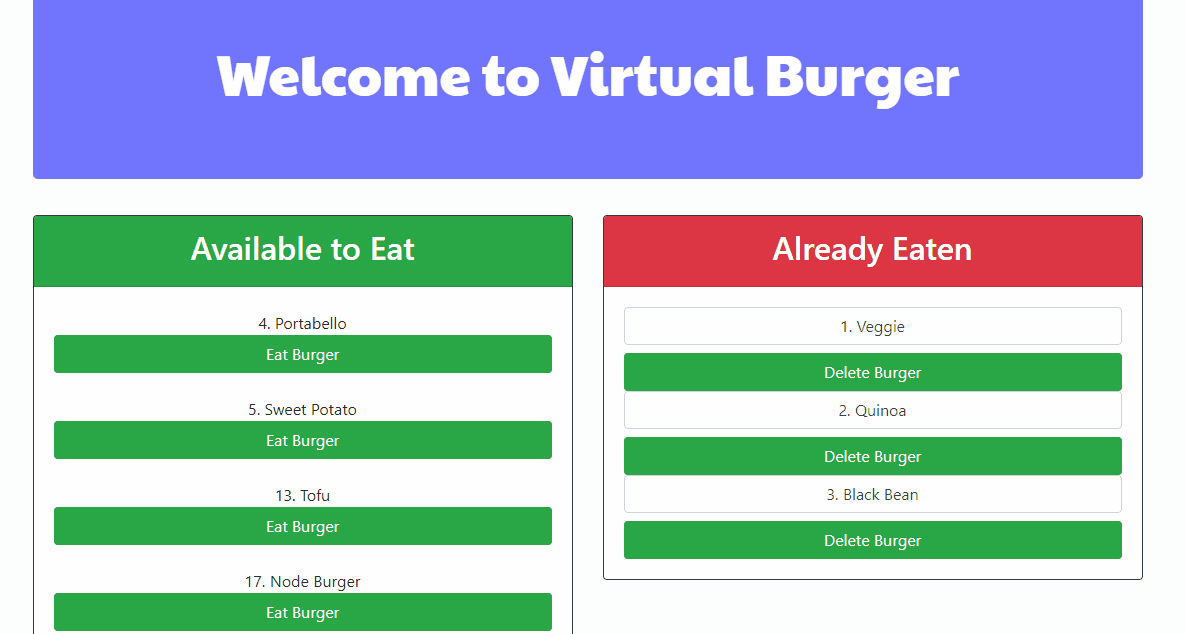 Welcome to Virtual Burger
Available to Eat
4. Portabello
Eat Burger
5. Sweet Potato
Eat Burger
13. Tofu
Eat Burger
17. Node Burger
Eat Burger
Already Eaten
1. Veggie
Delete Burger
2. Quinoa
Delete Burger
3. Black Bean
Delete Burger